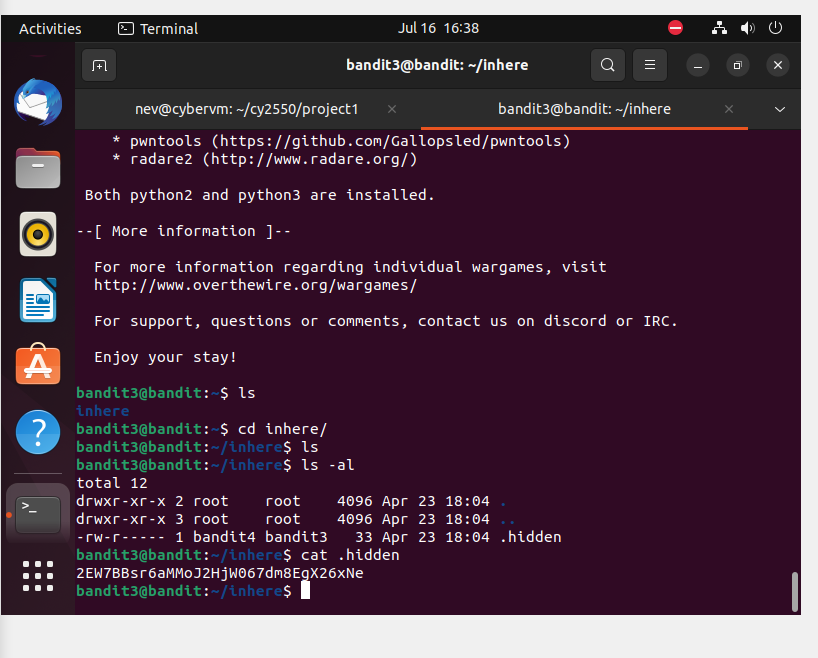 Activities
Terminal
Jul 16 16:38
bandit3@bandit: ~/inhere
nev@cybervm: ~/cy2550/project1
bandit3@bandit: ~/inhere
* pwntools (https://github.com/Gallopsled/pwntools)
* radare2 (http://www.radare.org/)
Both python2 and python3 are installed.
--[ More information ]--
For more information regarding individual wargames, visit
http://www.overthewire.org/wargames/
For support, questions or comments, contact us on discord or IRC.
Enjoy your stay!
bandit3@bandit:~$ ls
inhere
bandit3@bandit:~$ cd inhere/
bandit3@bandit:~/inhere$ ls
bandit3@bandit:~/inhere$ ls -al
total 12
drwxr-xr-x 2 root    root    4096 Apr 23 18:04 .
drwxr-xr-x 3 root    root    4096 Apr 23 18:04 ..
-rw-r----- 1 bandit4 bandit3   33 Apr 23 18:04 .hidden
bandit3@bandit:~/inhere$ cat .hidden
2EW7BBsr6aMMoJ2HjW067dm8EgX26xNe
bandit3@bandit:~/inhere$